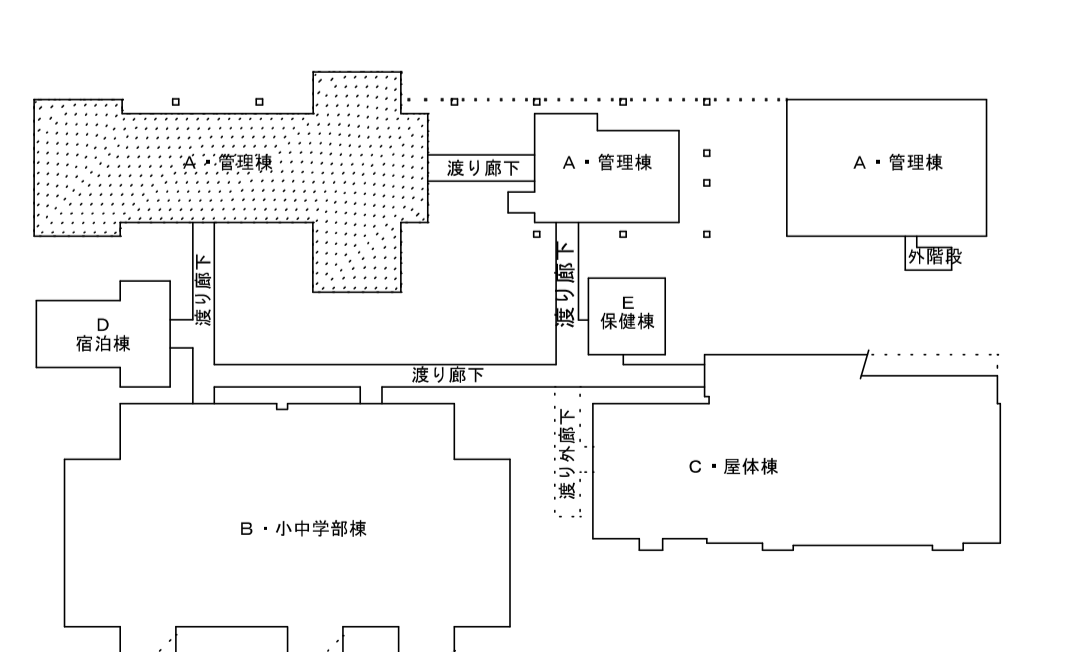 A・管理棟
渡り廊下
A・管理棟
A・管理棟
外階段
渡り廊下
渡り廊下
D
宿泊棟
E
保健棟
渡り廊下
渡り外廊下
C・屋体棟
B・小中学部棟